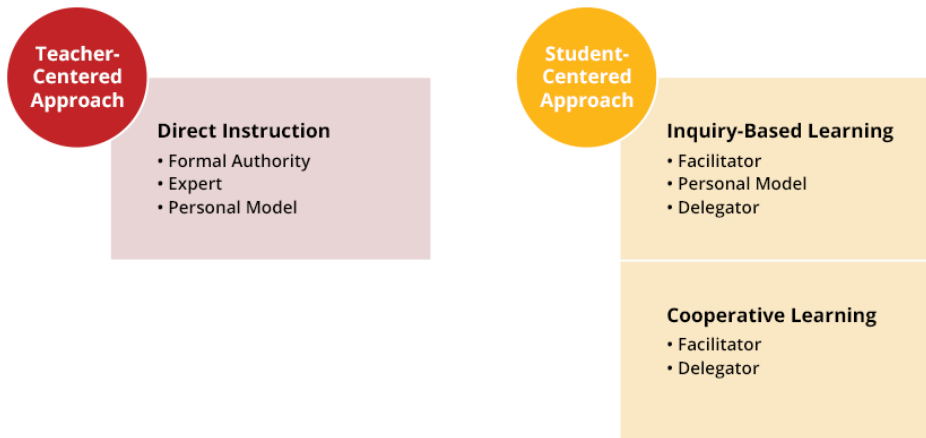 Teacher-
Centered
Approach
Direct Instruction
• Formal Authority
• Expert
• Personal Model
Student-
Centered
Approach
Inquiry-Based Learning
• Facilitator
• Personal Model
• Delegator
Cooperative Learning
• Facilitator
• Delegator